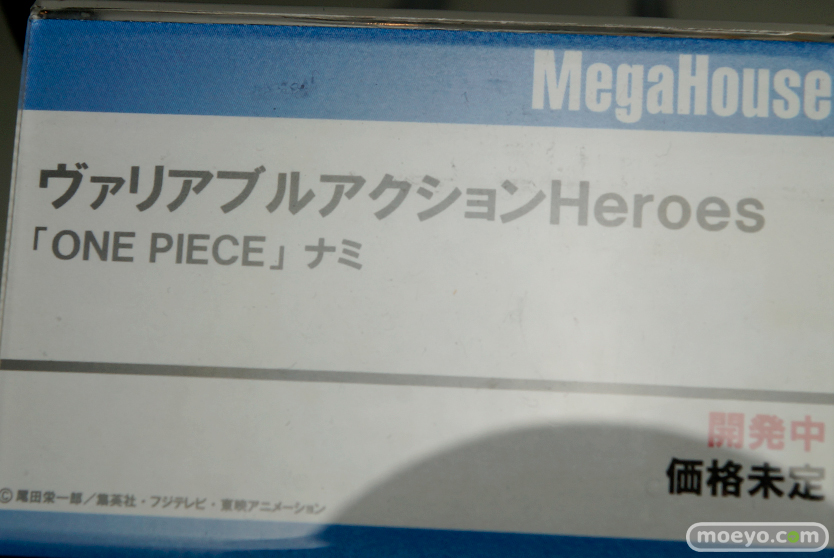 MegaHouse
ヴァリアブルアクションHeroes
「ONE PIECE」ナミ
開発中
価格未定
©尾田栄一郎／集英社・フジテレビ・東映アニメーション
moeyo.com